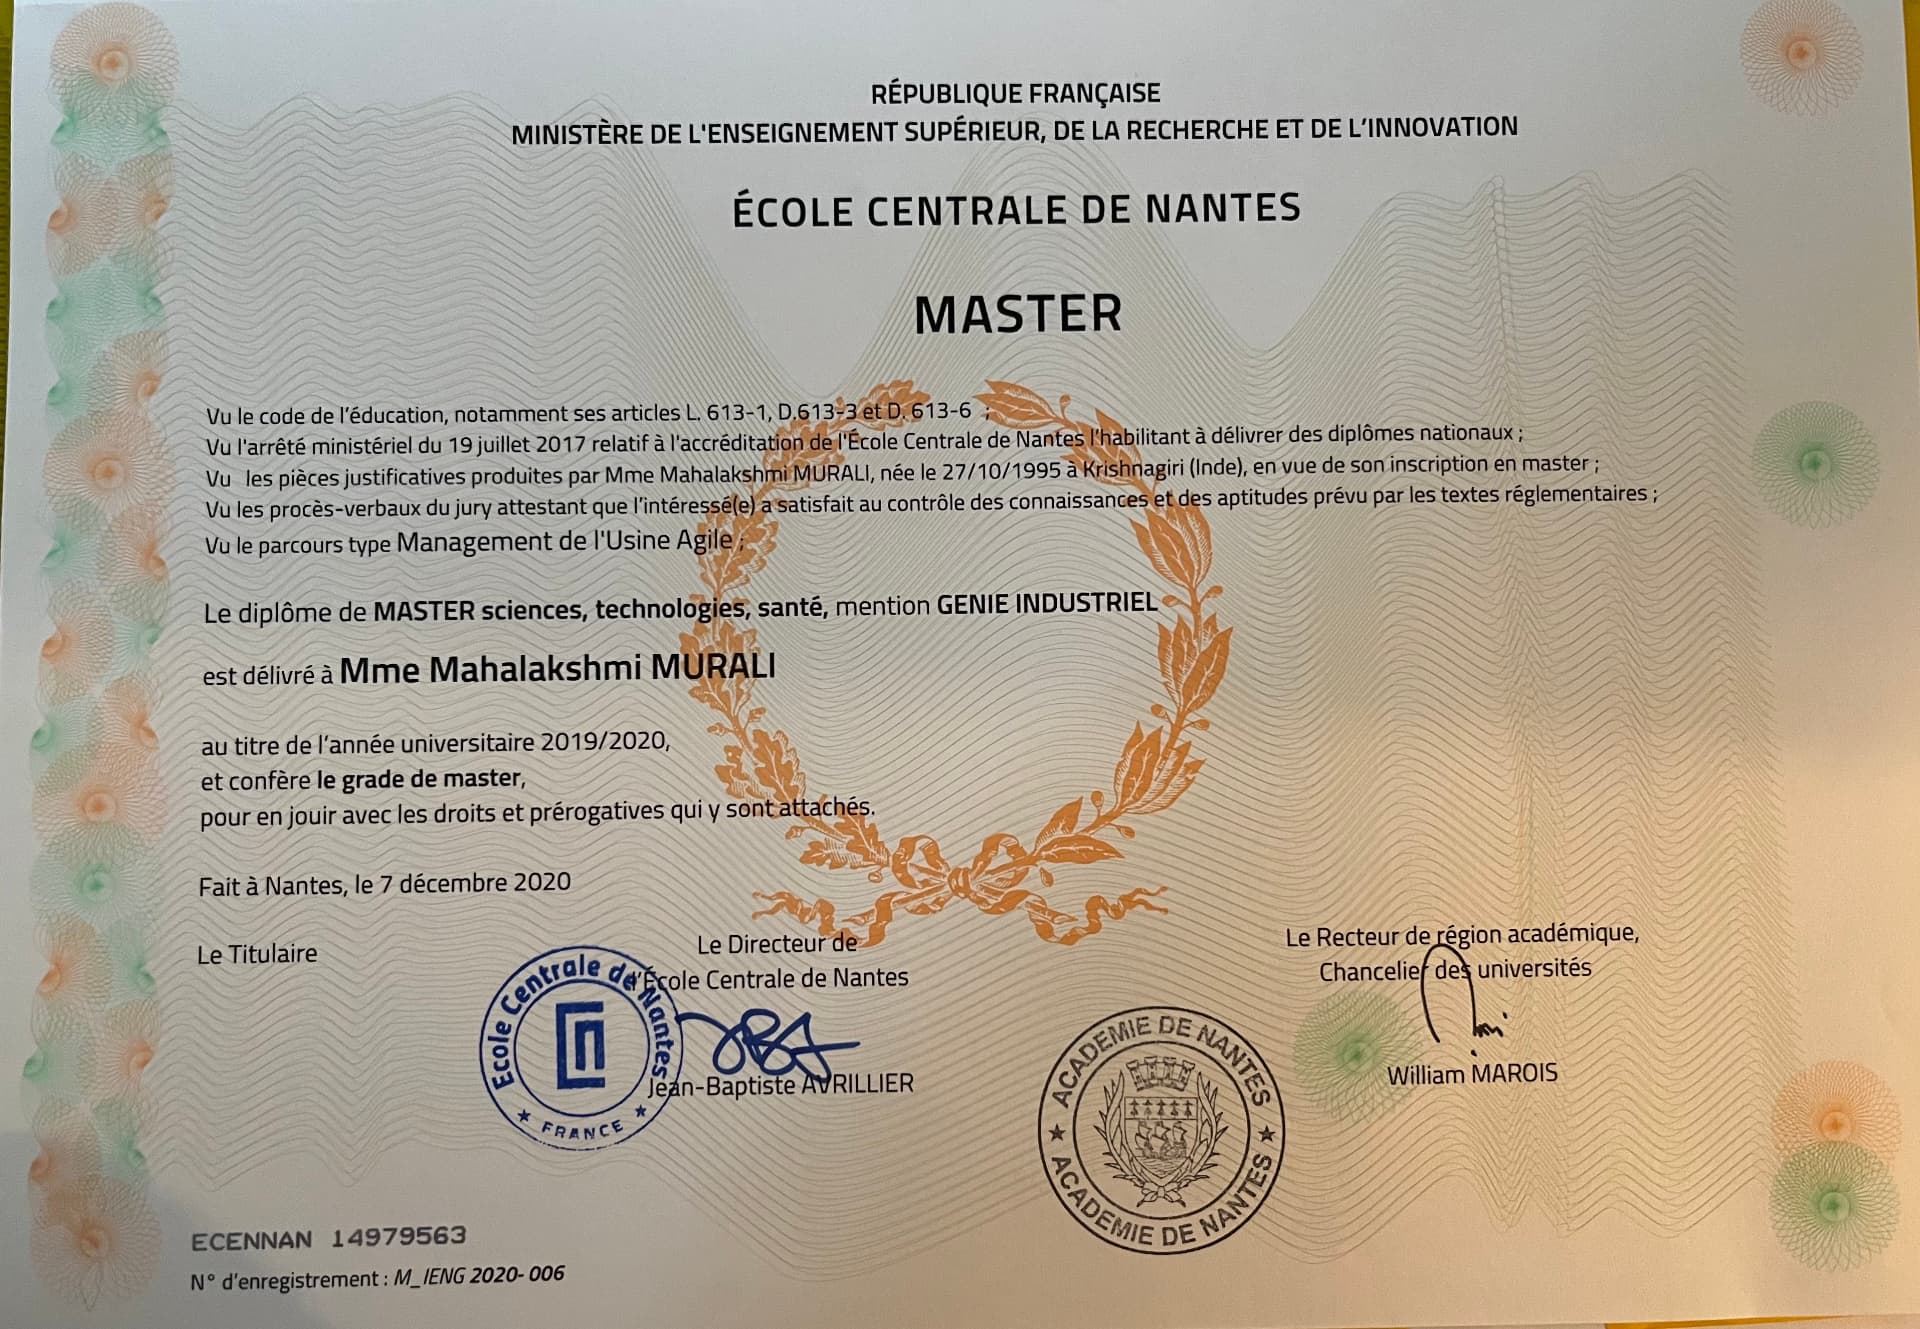 RÉPUBLIQUE FRANÇAISE
MINISTÈRE DE L'ENSEIGNEMENT SUPÉRIEUR, DE LA RECHERCHE ET DE L’INNOVATION
ÉCOLE CENTRALE DE NANTES
MASTER
Vu le code de l’éducation, notamment ses articles L. 613-1, D.613-3 et D. 613-6 ;
Vu l'arrêté ministériel du 19 juillet 2017 relatif à l'accréditation de l'École Centrale de Nantes l’habilitant à délivrer des diplômes nationaux ;
Vu les pièces justificatives produites par Mme Mahalakshmi MURALI, née le 27/10/1995 à Krishnagiri (Inde), en vue de son inscription en master ;
Vu les procès-verbaux du jury attestant que l’intéressé(e) a satisfait au contrôle des connaissances et des aptitudes prévu par les textes réglementaires ;
Vu le parcours type Management de l'Usine Agile ;
Le diplôme de MASTER sciences, technologies, santé, mention GENIE INDUSTRIEL
est délivré à Mme Mahalakshmi MURALI
au titre de l’année universitaire 2019/2020,
et confère le grade de master,
pour en jouir avec les droits et prérogatives qui y sont attachés.
Fait à Nantes, le 7 décembre 2020
Le Titulaire
Le Directeur de
l’École Centrale de Nantes
Jean-Baptiste AVRILLIER
Ecole Centrale de Nantes
★ FRANCE ★
Le Recteur de région académique,
Chancelier des universités
William MAROIS
ACADEMIE DE NANTES
★ ACADEMIE DE NANTES ★
ECENNAN 14979563
N° d’enregistrement : M_IENG 2020- 006